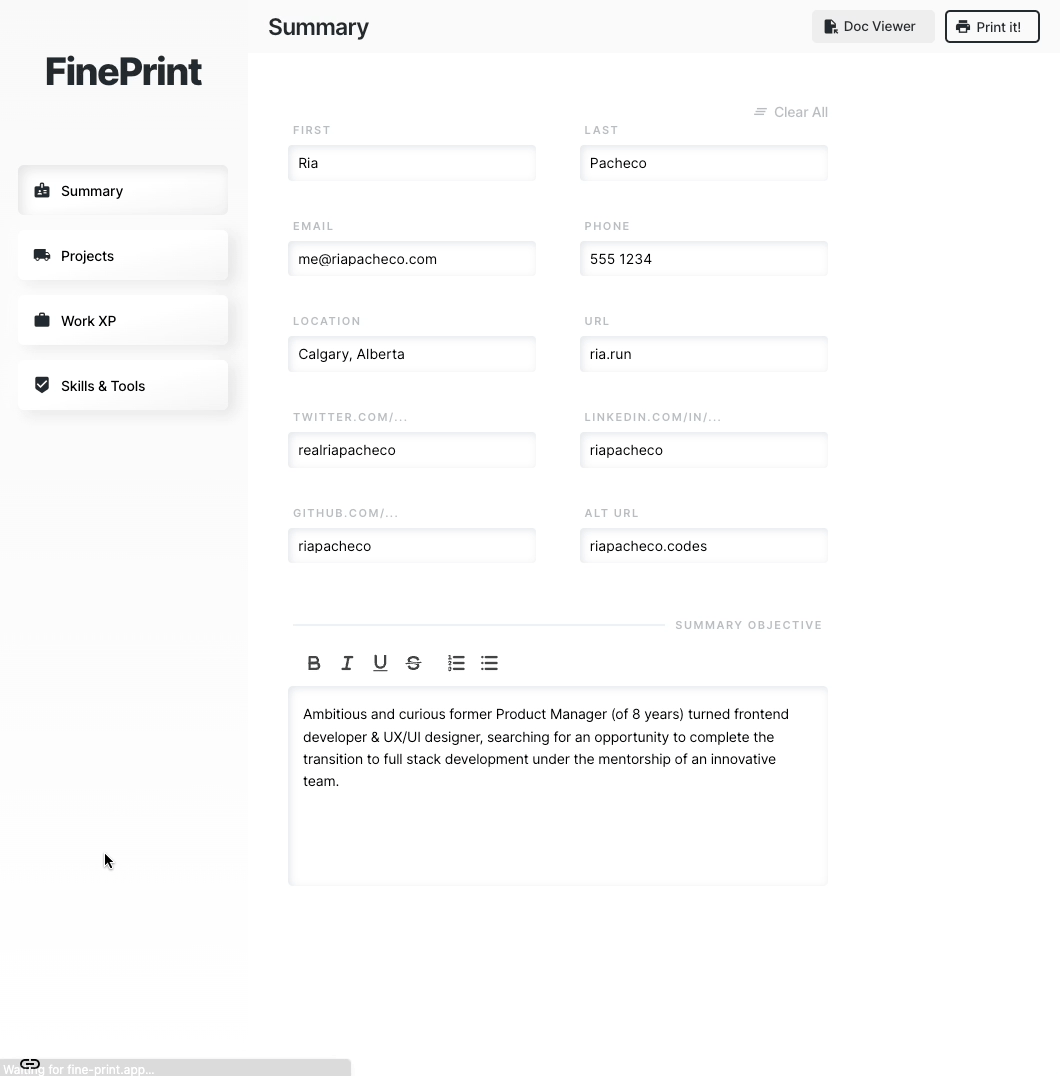 Summary
Doc Viewer
Print it!
FinePrint
Summary
Projects
Work XP
Skills & Tools
Clear All
FIRST
LAST
Ria
Pacheco
EMAIL
PHONE
me@riapacheco.com
555 1234
LOCATION
URL
Calgary, Alberta
ria.run
TWITTER.COM/...
LINKEDIN.COM/IN/...
realriapacheco
riapacheco
GITHUB.COM/...
ALT URL
riapacheco
riapacheco.codes
SUMMARY OBJECTIVE
B I U S
Ambitious and curious former Product Manager (of 8 years) turned frontend
developer & UX/UI designer, searching for an opportunity to complete the
transition to full stack development under the mentorship of an innovative
team.
Waiting for fine-print.app...